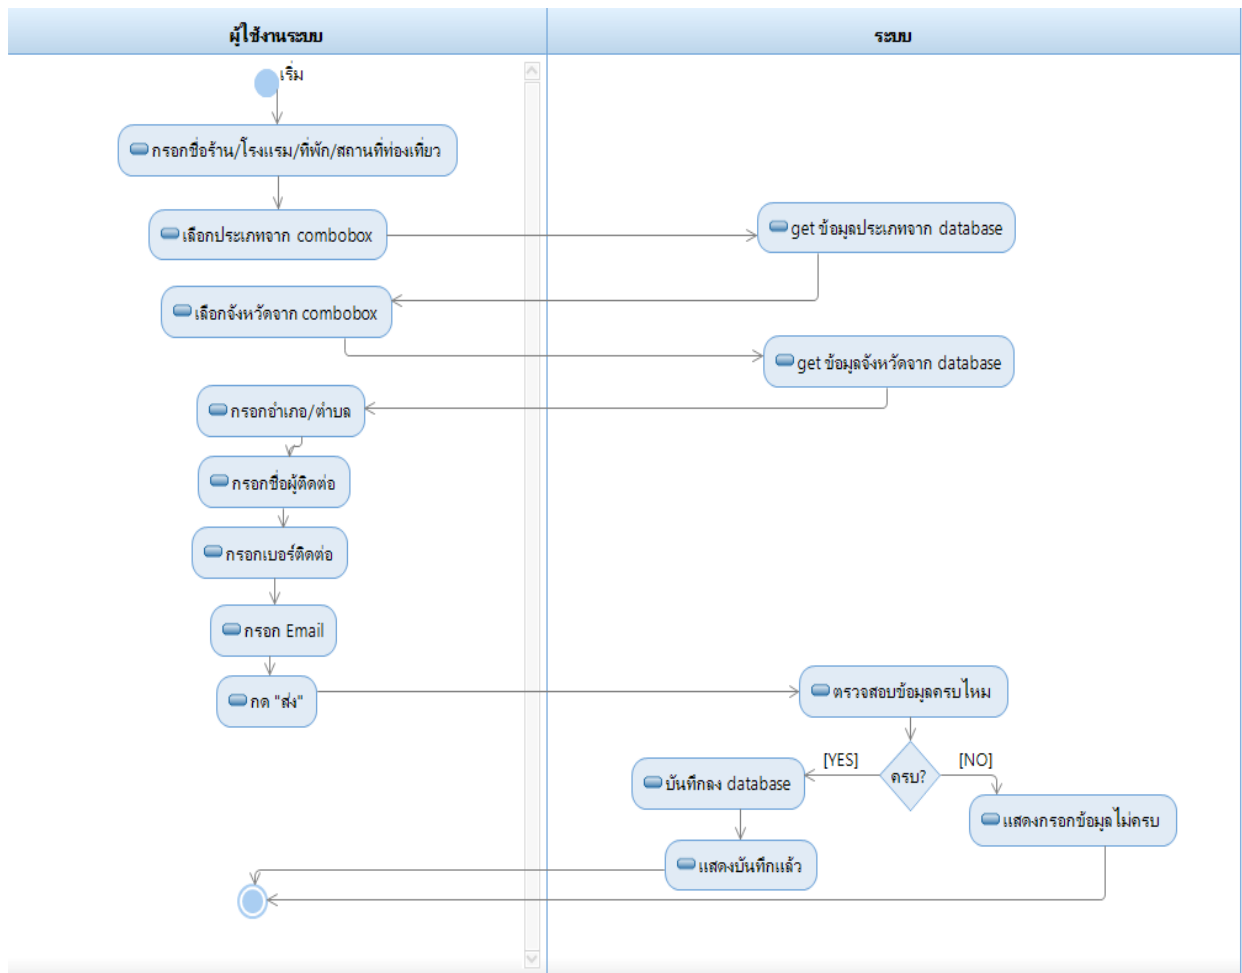 ผู้ใช้งานระบบ
ระบบ
เริ่ม
กรอกชื่อร้าน/โรงแรม/ที่พัก/สถานที่ท่องเที่ยว
เลือกประเภทจาก combobox
get ข้อมูลประเภทจาก database
เลือกจังหวัดจาก combobox
get ข้อมูลจังหวัดจาก database
กรอกอำเภอ/ตำบล
กรอกชื่อผู้ติดต่อ
กรอกเบอร์ติดต่อ
กรอก Email
กด "ส่ง"
ตรวจสอบข้อมูลครบไหม
[YES]
ครบ?
[NO]
บันทึกลง database
แสดงกรอกข้อมูลไม่ครบ
แสดงบันทึกแล้ว